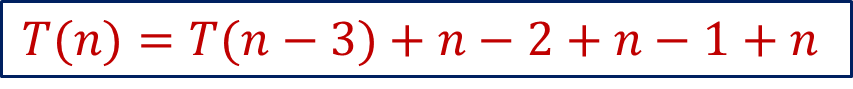 T(n) = T(n − 3) + n − 2 + n − 1 + n